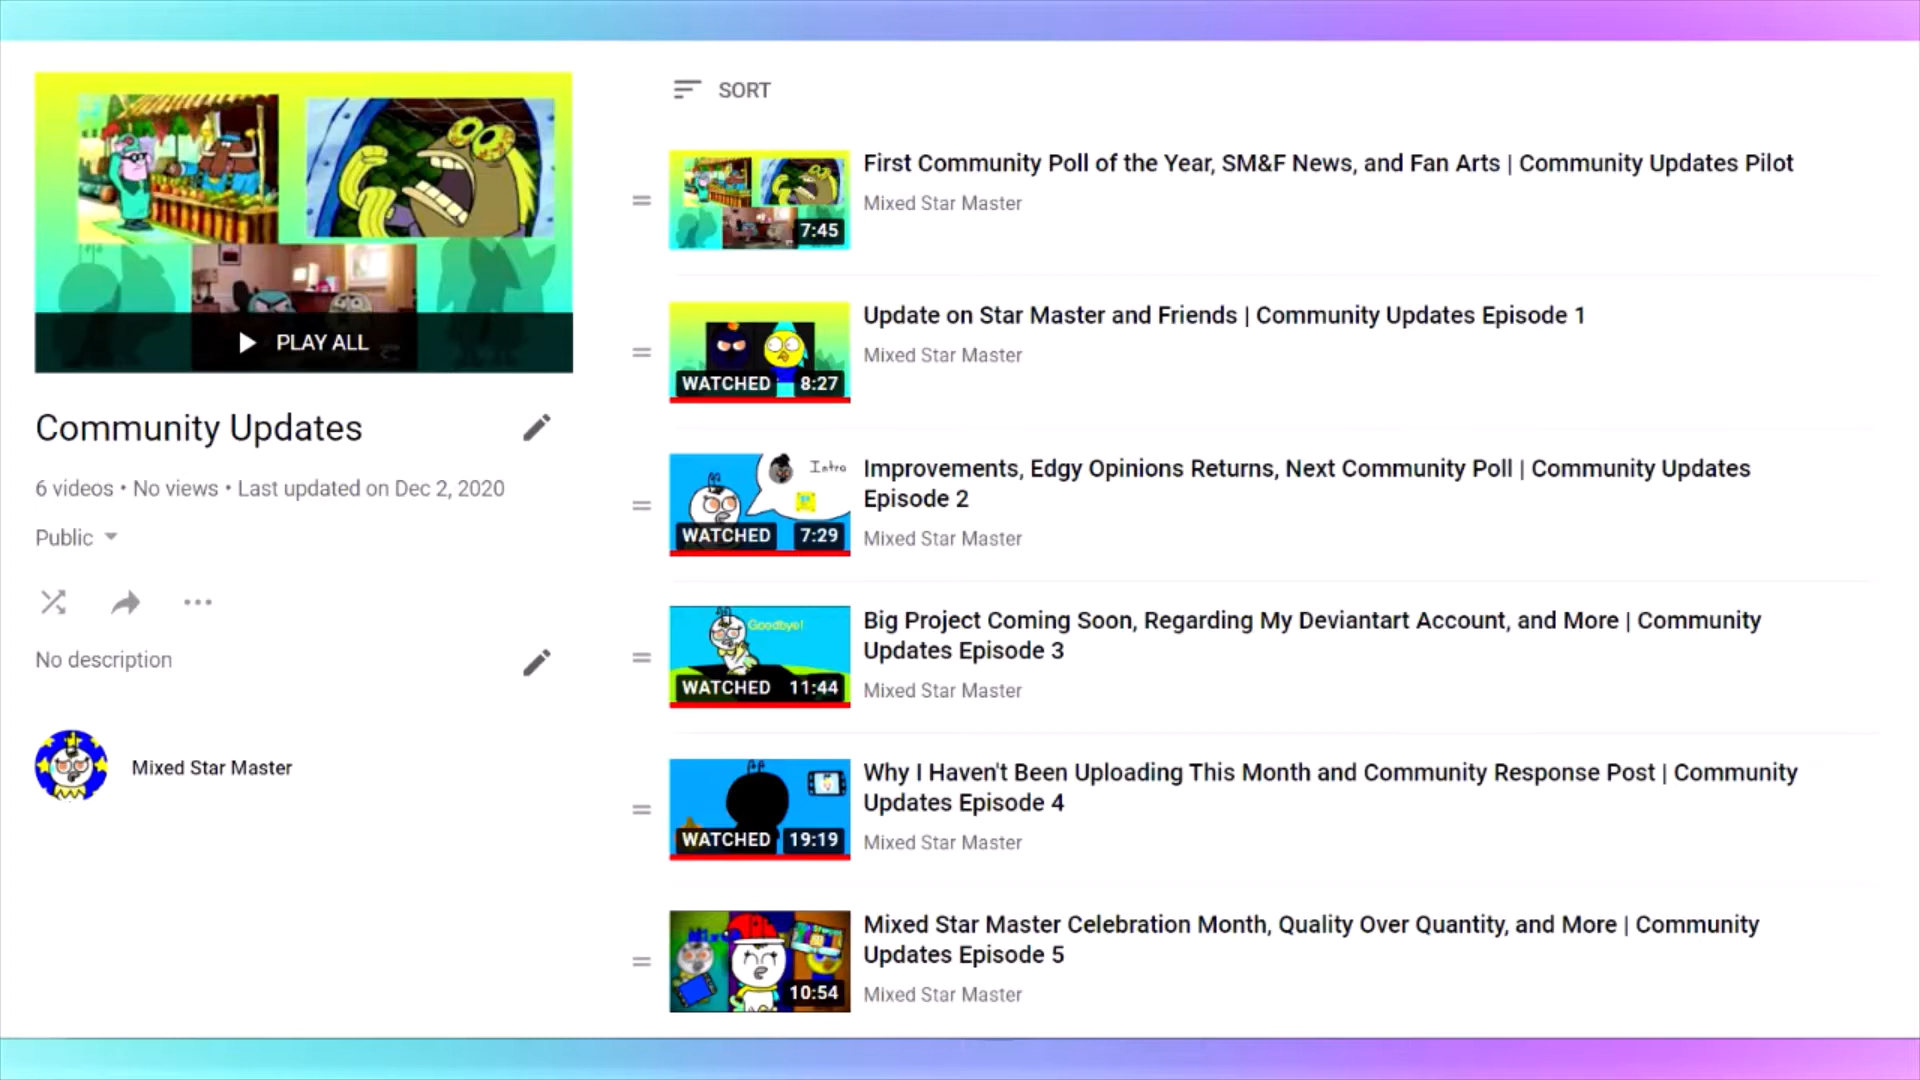 PLAY ALL
Community Updates
6 videos • No views • Last updated on Dec 2, 2020
Public
No description
Mixed Star Master
SORT
7:45
First Community Poll of the Year, SM&F News, and Fan Arts | Community Updates Pilot
Mixed Star Master
WATCHED 8:27
Update on Star Master and Friends | Community Updates Episode 1
Mixed Star Master
Intro
WATCHED 7:29
Improvements, Edgy Opinions Returns, Next Community Poll | Community Updates
Episode 2
Mixed Star Master
Goodbye!
WATCHED 11:44
Big Project Coming Soon, Regarding My Deviantart Account, and More | Community
Updates Episode 3
Mixed Star Master
WATCHED 19:19
Why I Haven't Been Uploading This Month and Community Response Post | Community
Updates Episode 4
Mixed Star Master
10:54
Mixed Star Master Celebration Month, Quality Over Quantity, and More | Community
Updates Episode 5
Mixed Star Master